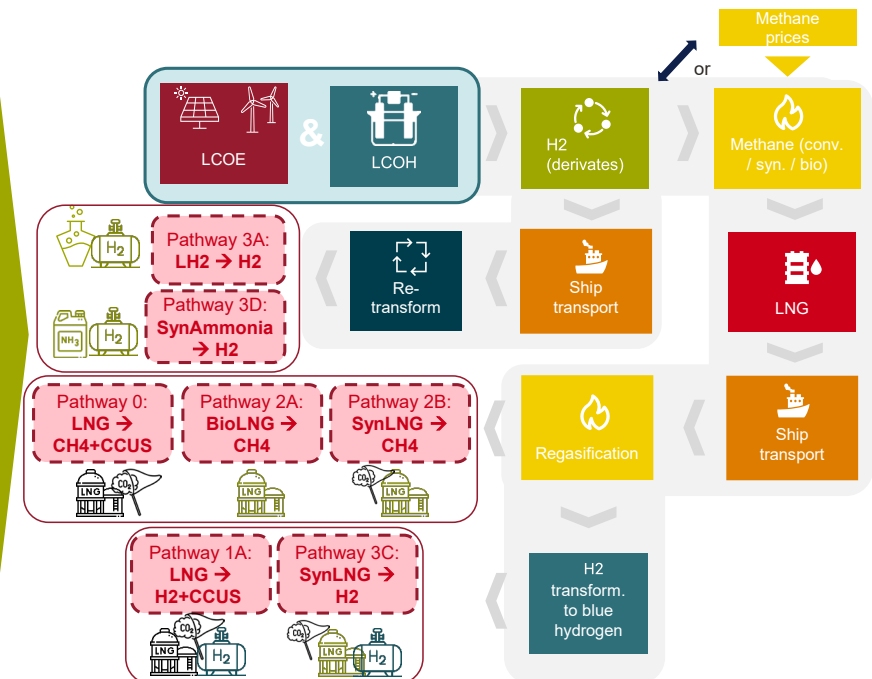 Methane
prices
or
LCOE
&
+ -
LCOH
H2
(derivates)
Methane (conv.
/ syn. / bio)
H2
Pathway 3A:
LH2 → H2
NH3
H2
Pathway 3D:
SynAmmonia
→ H2
Re-
transform
Ship
transport
LNG
Pathway 0:
LNG →
CH4+CCUS
Pathway 2A:
BioLNG →
CH4
Pathway 2B:
SynLNG →
CH4
LNG
CO2
LNG
CO2
LNG
Regasification
Ship
transport
Pathway 1A:
LNG →
H2+CCUS
Pathway 3C:
SynLNG →
H2
CO2
LNG
H2
CO2
LNG
H2
H2
transform.
to blue
hydrogen